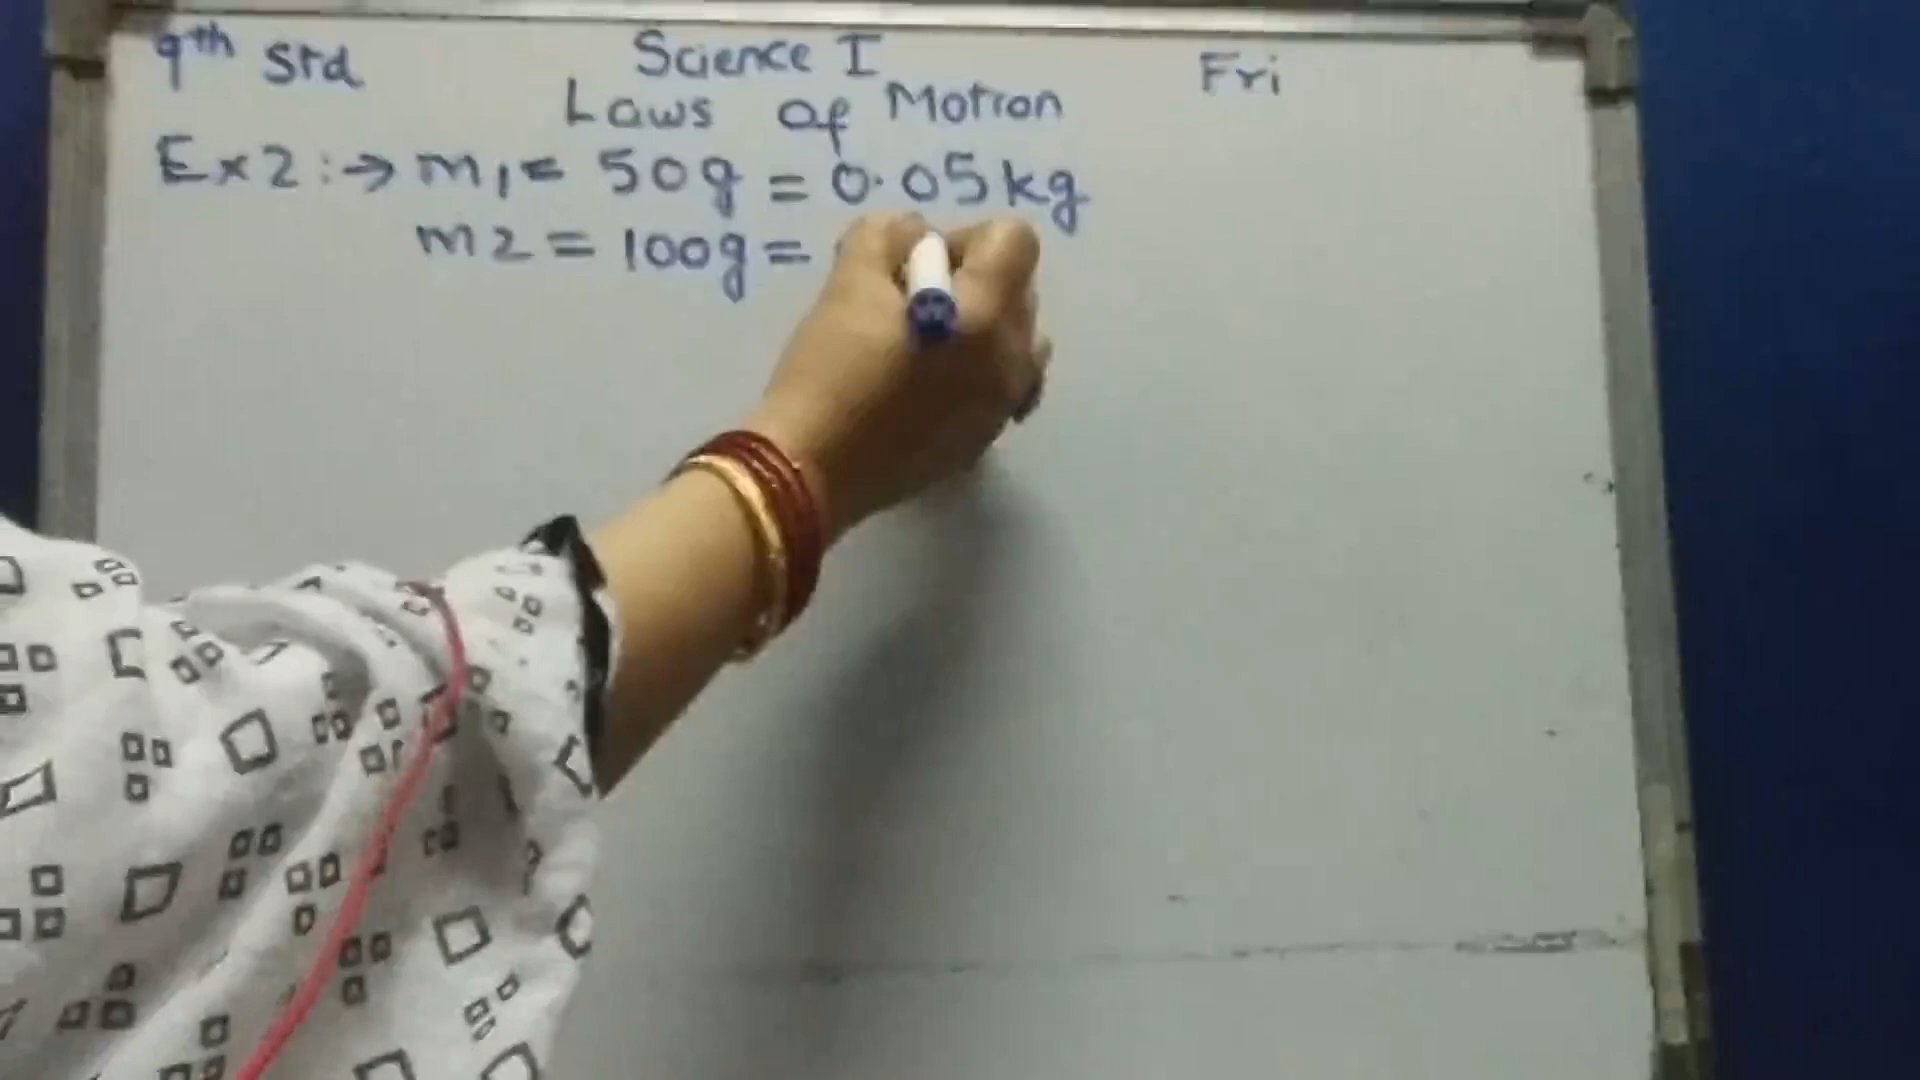 9th Std Science I Fri
Laws of Motion
Ex2:→ m1= 50g = 0.05kg
m2 = 100g =